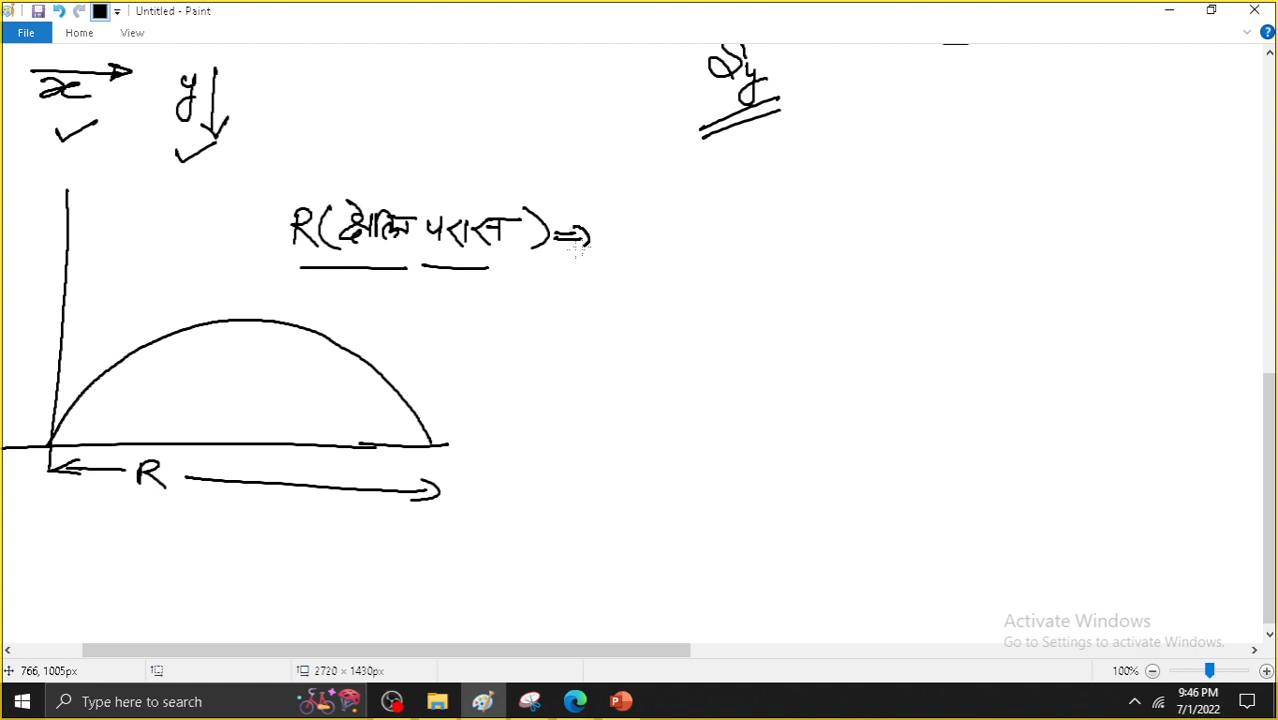 Untitled - Paint
File Home View
x y
y
R(क्षैतिज परास) ⇒
R
Activate Windows
Go to Settings to activate Windows.
766, 1005px 2720 × 1430px 100%
Type here to search
9:46 PM
7/1/2022